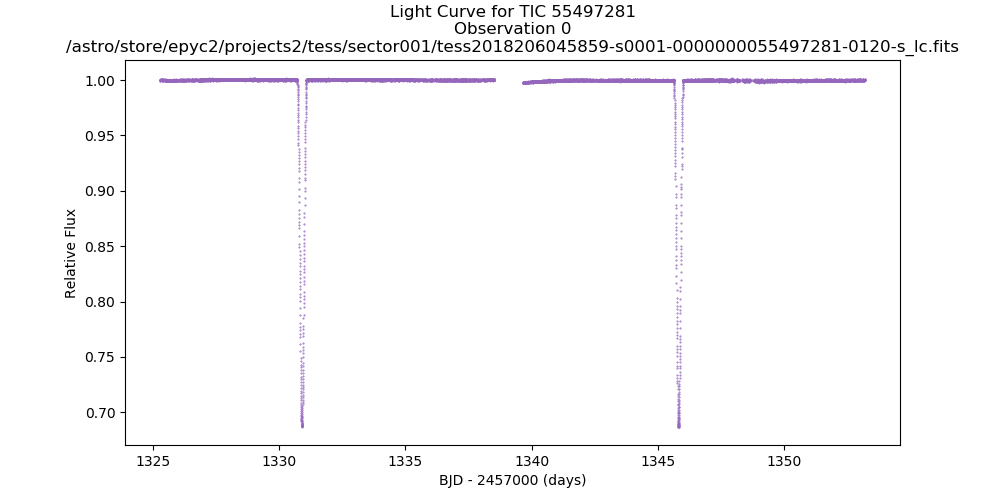 Light Curve for TIC 55497281
Observation 0
/astro/store/epyc2/projects2/tess/sector001/tess2018206045859-s0001-0000000055497281-0120-s_lc.fits
1.00
0.95
0.90
0.85
0.80
0.75
0.70
Relative Flux
1325
1330
1335
1340
1345
1350
BJD - 2457000 (days)